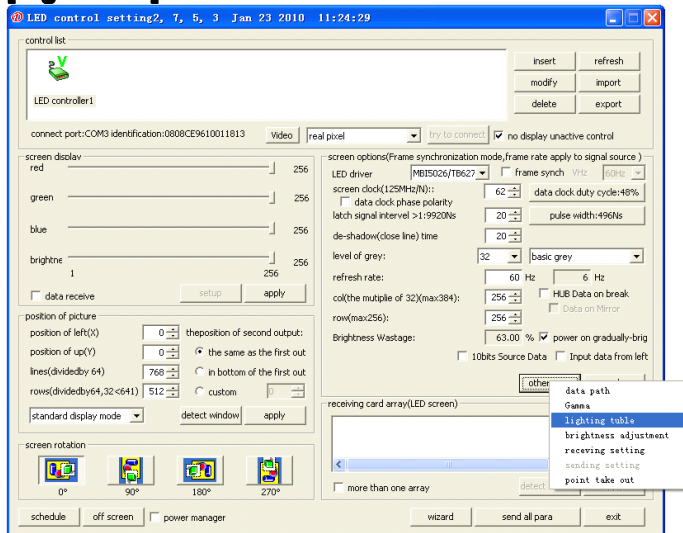 LED control setting2, 7, 5, 3 Jan 23 2010 11:24:29
control list
LED controller1
insert refresh
modify import
delete export
connect port:COM3 identification:0808CE9610011813 Video real pixel try to connect no display unactive control
screen display
red 256
green 256
blue 256
brightne 256
1 256
data receive setup apply
position of picture
position of left(X) 0 theposition of second output:
position of up(Y) 0 the same as the first out
lines(dividedby 64) 768 in bottom of the first out
rows(dividedby64,32<641) 512 custom 0
standard display mode detect window apply
screen rotation
0° 90° 180° 270°
screen options(Frame synchronization mode,frame rate apply to signal source )
LED driver MBI5026/TB627 frame synch VHz 60Hz
screen clock(125MHz/N):: 62 data clock duty cycle:48%
data clock phase polarity
latch signal intervel >1:9920Ns 20 pulse width:496Ns
de-shadow(close line) time 20
level of grey: 32 basic grey
refresh rate: 60 Hz 6 Hz
col(the mutiplie of 32)(max384): 256 HUB Data on break
Data on Mirror
row(max256): 256
Brightness Wastage: 63.00 % power on gradually-brig
10bits Source Data Input data from left
other
data path
Gamma
lighting tuble
brightness adjustment
receving setting
sending setting
point take out
receiving card array(LED screen)
more than one array detect
schedule off screen power manager wizard send all para exit